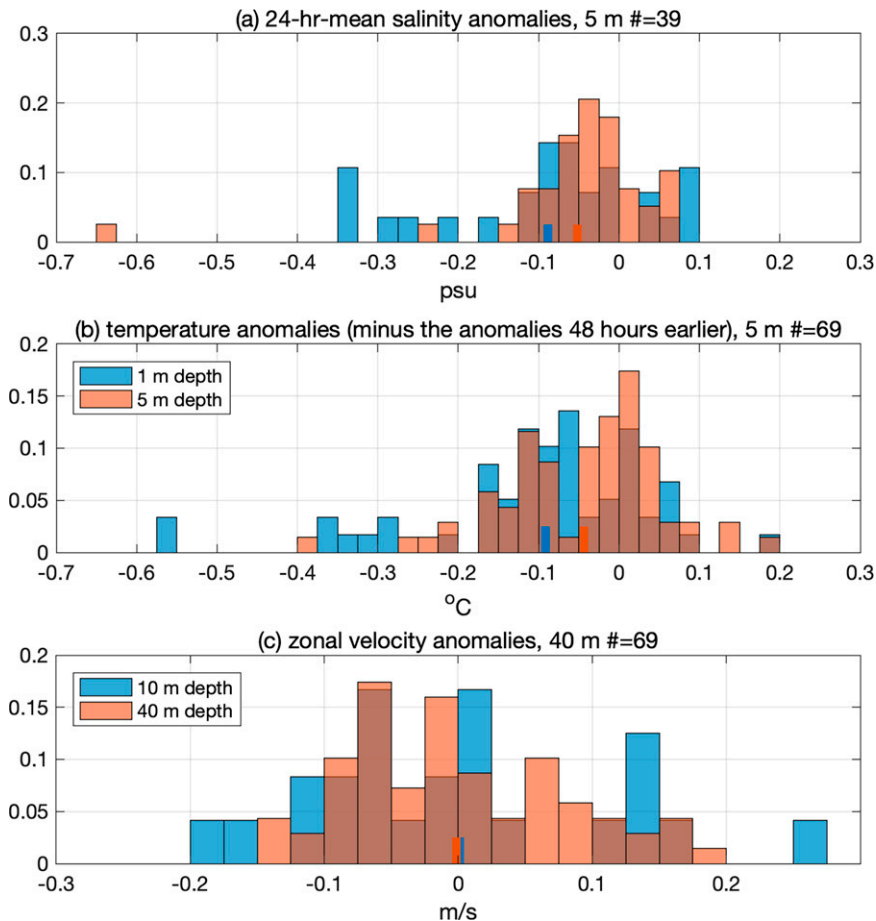 (a) 24-hr-mean salinity anomalies, 5 m #=39
0.3
0.2
0.1
0
-0.7 -0.6 -0.5 -0.4 -0.3 -0.2 -0.1 0 0.1 0.2 0.3
psu
(b) temperature anomalies (minus the anomalies 48 hours earlier), 5 m #=69
0.2
1 m depth
0.15
5 m depth
0.1
0.05
0
-0.7 -0.6 -0.5 -0.4 -0.3 -0.2 -0.1 0 0.1 0.2 0.3
°C
(c) zonal velocity anomalies, 40 m #=69
0.2
10 m depth
0.15
40 m depth
0.1
0.05
0
-0.3 -0.2 -0.1 0 0.1 0.2
m/s